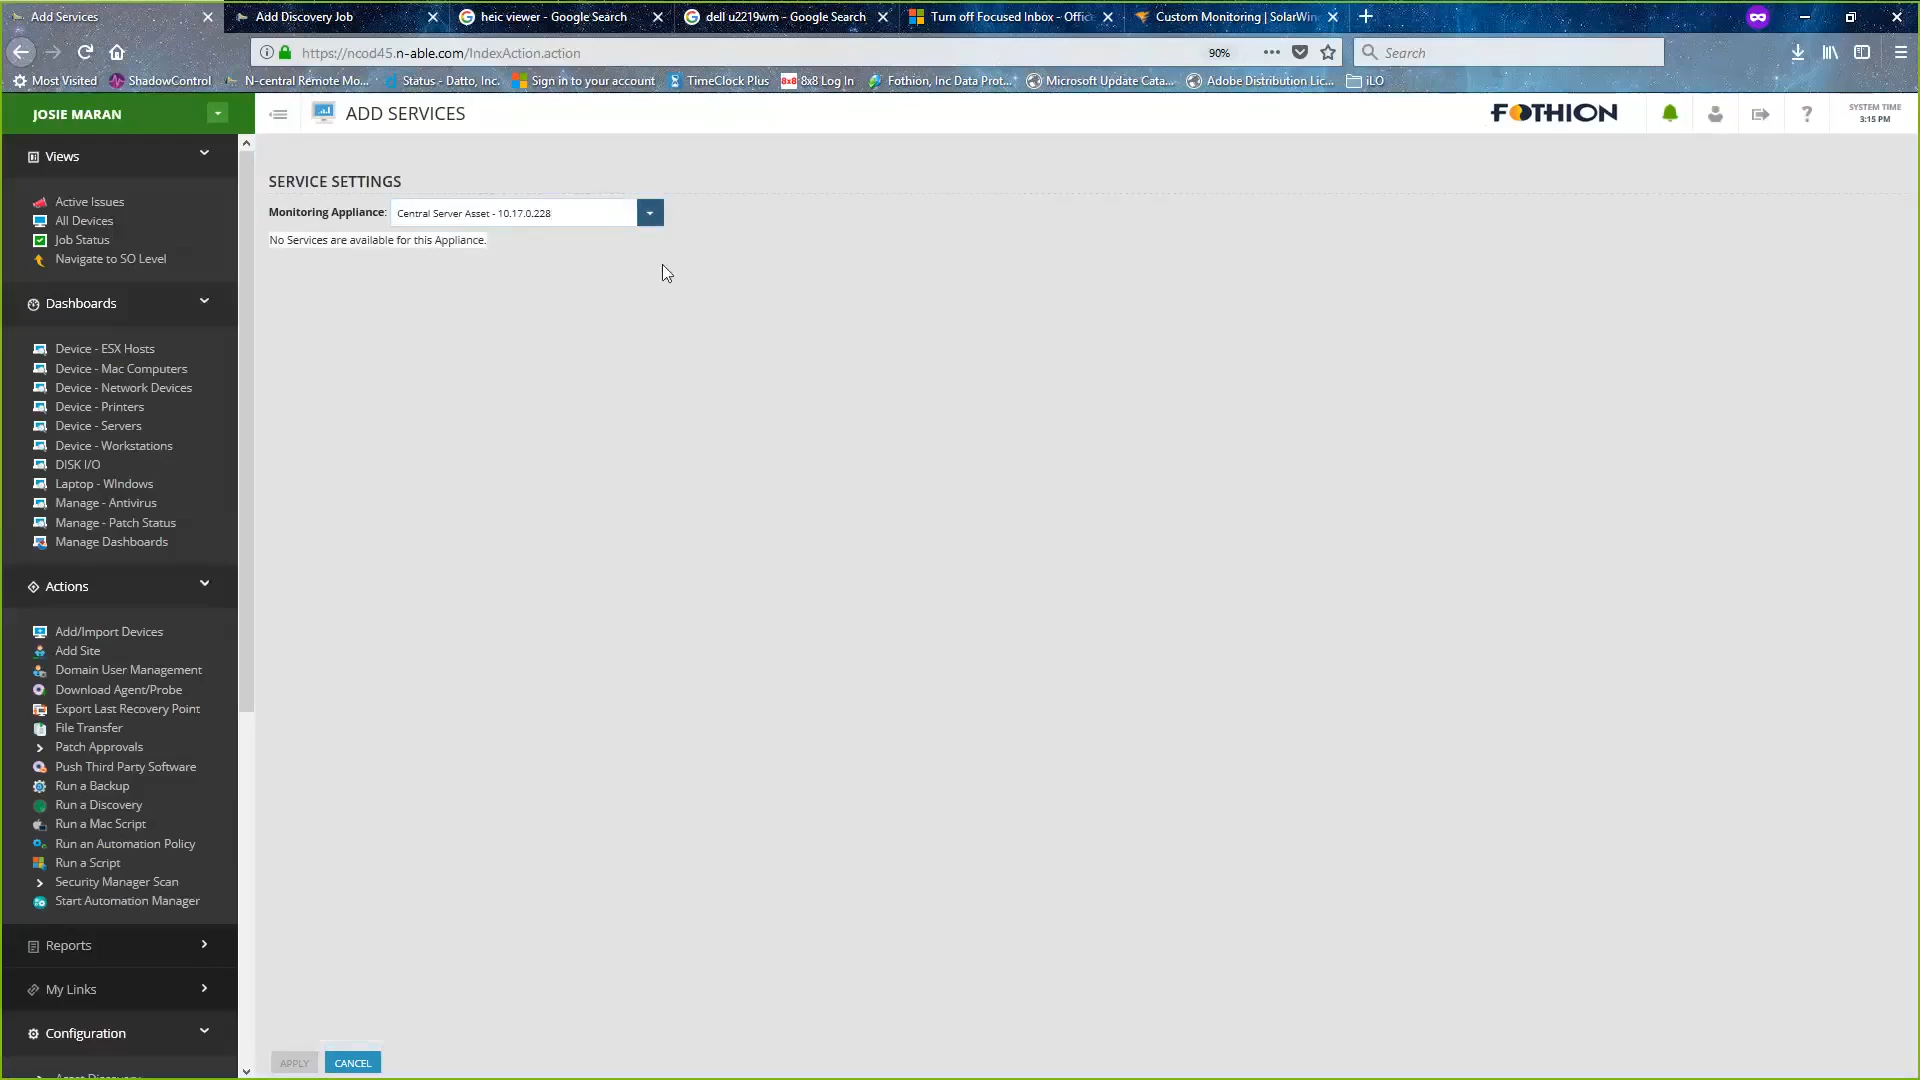 Add Services
Add Discovery Job
heic viewer - Google Search
dell u2219wm - Google Search
Turn off Focused Inbox - Offic
Custom Monitoring | SolarWin
https://ncod45.n-able.com/IndexAction.action
90%
Search
Most Visited
ShadowControl
N-central Remote Mo...
Status - Datto, Inc.
Sign in to your account
TimeClock Plus
8x8 Log In
Fothion, Inc Data Prot...
Microsoft Update Cata...
Adobe Distribution Lic...
iLO
JOSIE MARAN
ADD SERVICES
FOTHION
SYSTEM TIME
3:15 PM
Views
Active Issues
All Devices
Job Status
Navigate to SO Level
Dashboards
Device - ESX Hosts
Device - Mac Computers
Device - Network Devices
Device - Printers
Device - Servers
Device - Workstations
DISK I/O
Laptop - WIndows
Manage - Antivirus
Manage - Patch Status
Manage Dashboards
Actions
Add/Import Devices
Add Site
Domain User Management
Download Agent/Probe
Export Last Recovery Point
File Transfer
Patch Approvals
Push Third Party Software
Run a Backup
Run a Discovery
Run a Mac Script
Run an Automation Policy
Run a Script
Security Manager Scan
Start Automation Manager
Reports
My Links
Configuration
Asset Discovery
SERVICE SETTINGS
Monitoring Appliance: Central Server Asset - 10.17.0.228
No Services are available for this Appliance.
APPLY
CANCEL